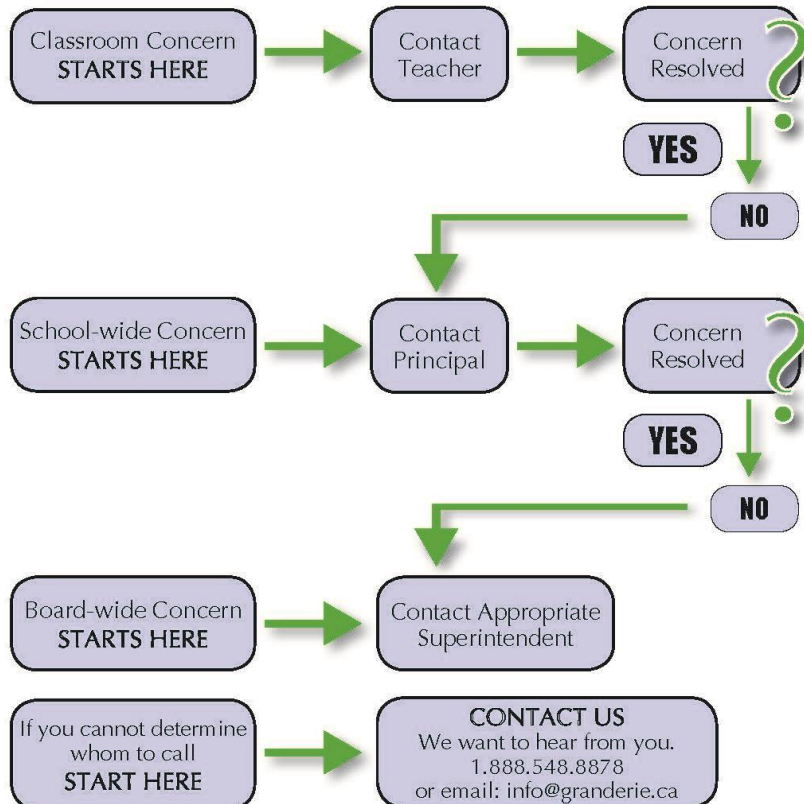 Classroom Concern
STARTS HERE
Contact
Teacher
Concern
Resolved
?
YES
NO
School-wide Concern
STARTS HERE
Contact
Principal
Concern
Resolved
?
YES
NO
Board-wide Concern
STARTS HERE
Contact Appropriate
Superintendent
If you cannot determine
whom to call
START HERE
CONTACT US
We want to hear from you.
1.888.548.8878
or email: info@granderie.ca